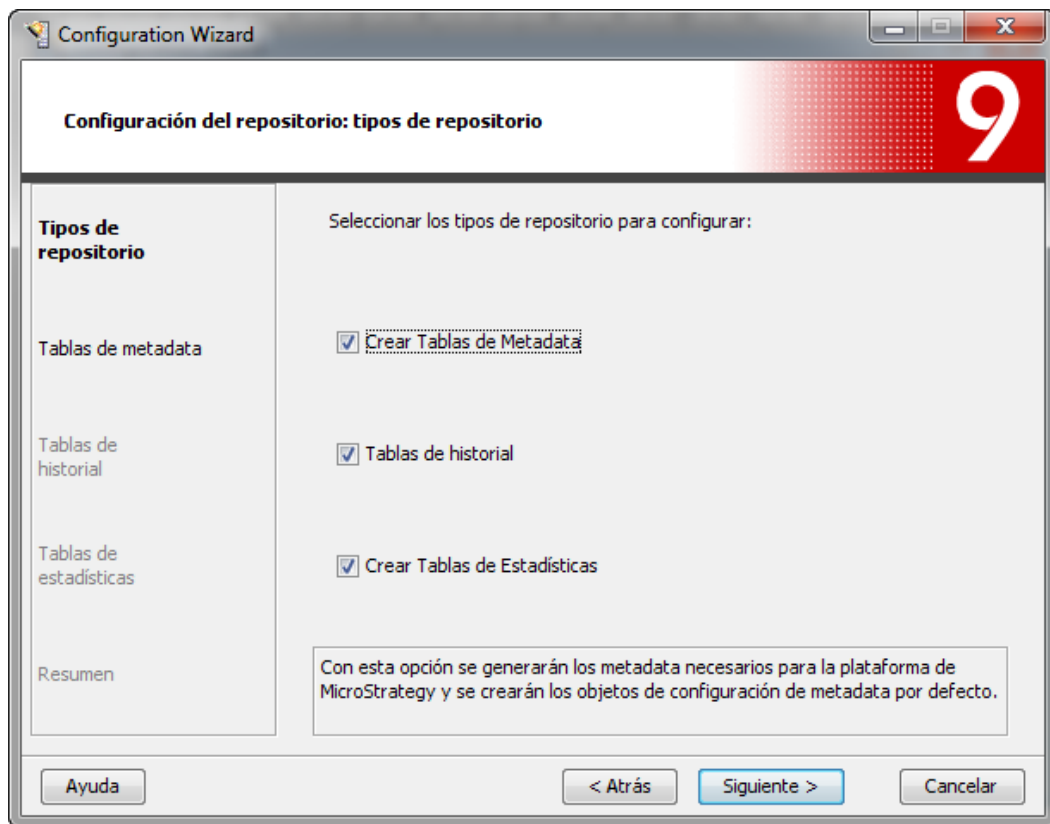 Configuration Wizard
Configuración del repositorio: tipos de repositorio
9
Tipos de
repositorio
Tablas de metadata
Tablas de
historial
Tablas de
estadísticas
Resumen
Seleccionar los tipos de repositorio para configurar:
Crear Tablas de Metadata
Tablas de historial
Crear Tablas de Estadísticas
Con esta opción se generarán los metadata necesarios para la plataforma de
MicroStrategy y se crearán los objetos de configuración de metadata por defecto.
Ayuda
< Atrás
Siguiente >
Cancelar